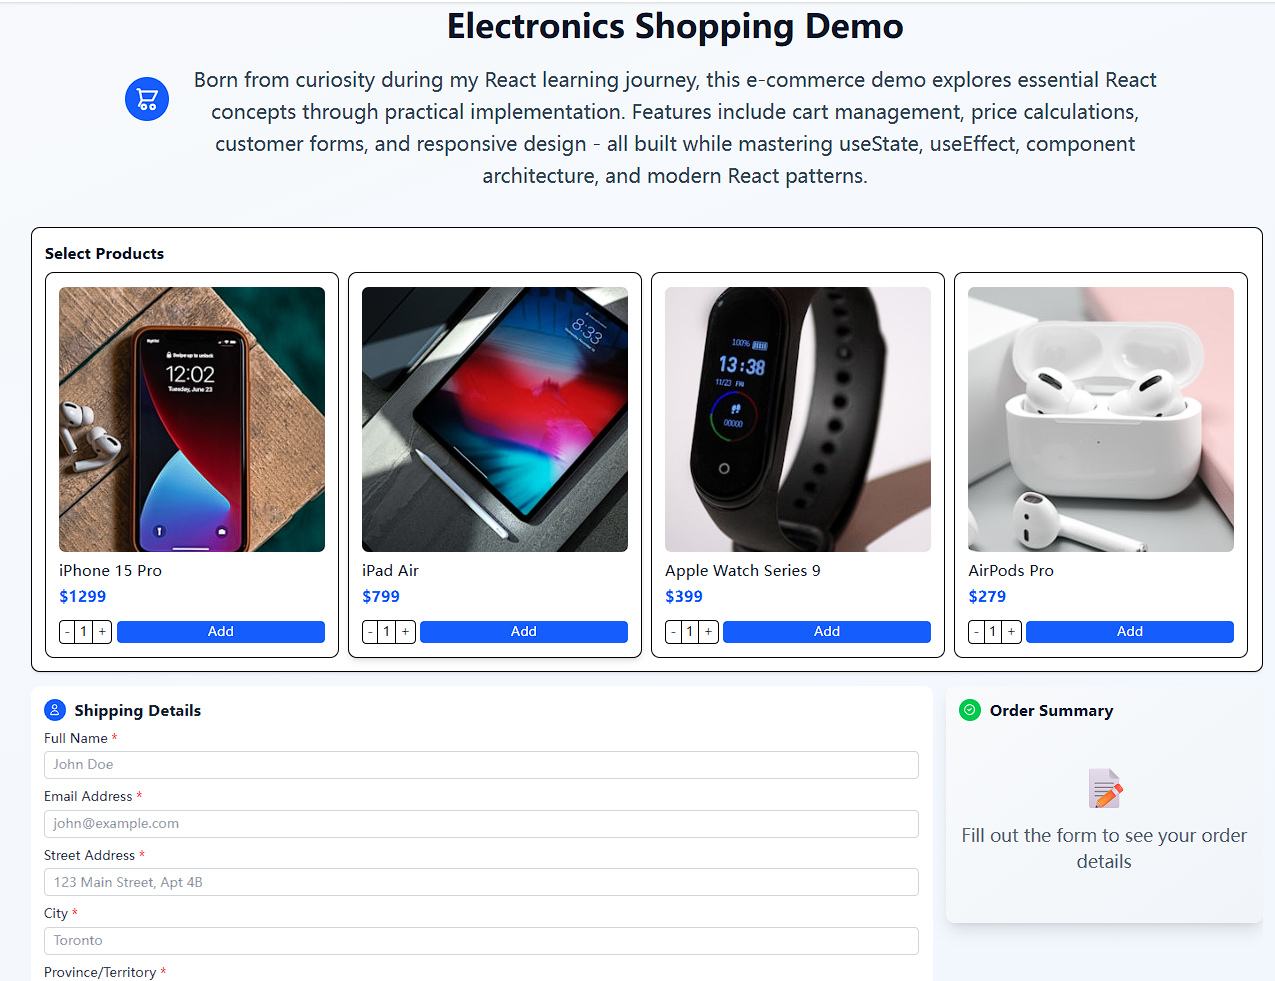 Electronics Shopping Demo
Born from curiosity during my React learning journey, this e-commerce demo explores essential React
concepts through practical implementation. Features include cart management, price calculations,
customer forms, and responsive design - all built while mastering useState, useEffect, component
architecture, and modern React patterns.
Select Products
Swipe up to unlock
12:02
Tuesday, June 23
8:33
100%
13:38
11/23 FRI
00000
iPhone 15 Pro
$1299
- 1 + Add
iPad Air
$799
- 1 + Add
Apple Watch Series 9
$399
- 1 + Add
AirPods Pro
$279
- 1 + Add
Shipping Details
Full Name *
John Doe
Email Address *
john@example.com
Street Address *
123 Main Street, Apt 4B
City *
Toronto
Province/Territory *
Order Summary
Fill out the form to see your order
details